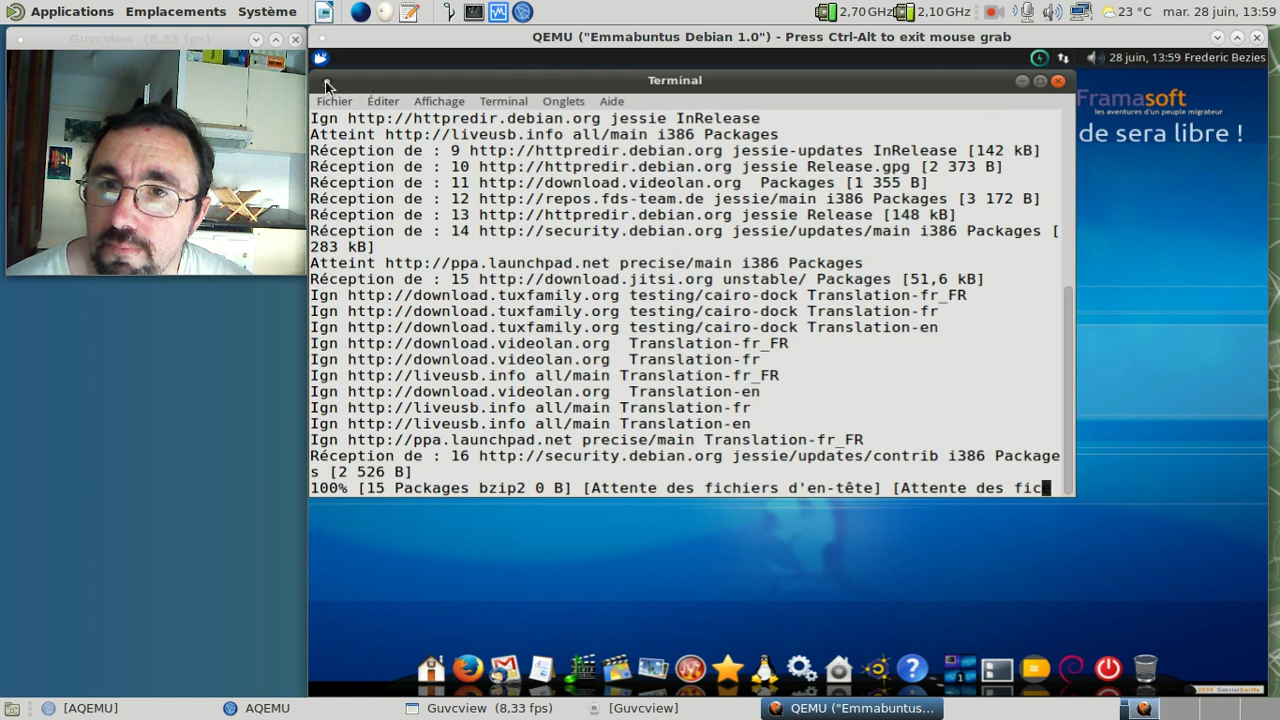 Applications Emplacements Système
2,70 GHz 2,10 GHz 23 °C mar. 28 juin, 13:59
Guvcview (8,33 fps)
QEMU ("Emmabuntus Debian 1.0") - Press Ctrl-Alt to exit mouse grab
28 juin, 13:59 Frederic Bezies
Terminal
Fichier Éditer Affichage Terminal Onglets Aide
Framasoft
les aventures d'un peuple migrateur
de sera libre !
Ign http://httpredir.debian.org jessie InRelease
Atteint http://liveusb.info all/main i386 Packages
Réception de : 9 http://httpredir.debian.org jessie-updates InRelease [142 kB]
Réception de : 10 http://httpredir.debian.org jessie Release.gpg [2 373 B]
Réception de : 11 http://download.videolan.org  Packages [1 355 B]
Réception de : 12 http://repos.fds-team.de jessie/main i386 Packages [3 172 B]
Réception de : 13 http://httpredir.debian.org jessie Release [148 kB]
Réception de : 14 http://security.debian.org jessie/updates/main i386 Packages [
283 kB]
Atteint http://ppa.launchpad.net precise/main i386 Packages
Réception de : 15 http://download.jitsi.org unstable/ Packages [51,6 kB]
Ign http://download.tuxfamily.org testing/cairo-dock Translation-fr_FR
Ign http://download.tuxfamily.org testing/cairo-dock Translation-fr
Ign http://download.tuxfamily.org testing/cairo-dock Translation-en
Ign http://download.videolan.org  Translation-fr_FR
Ign http://download.videolan.org  Translation-fr
Ign http://liveusb.info all/main Translation-fr_FR
Ign http://download.videolan.org  Translation-en
Ign http://liveusb.info all/main Translation-fr
Ign http://liveusb.info all/main Translation-en
Ign http://ppa.launchpad.net precise/main Translation-fr_FR
Réception de : 16 http://security.debian.org jessie/updates/contrib i386 Package
s [2 526 B]
100% [15 Packages bzip2 0 B] [Attente des fichiers d'en-tête] [Attente des fic
[AQEMU] AQEMU Guvcview (8,33 fps) [Guvcview] QEMU ("Emmabuntus...